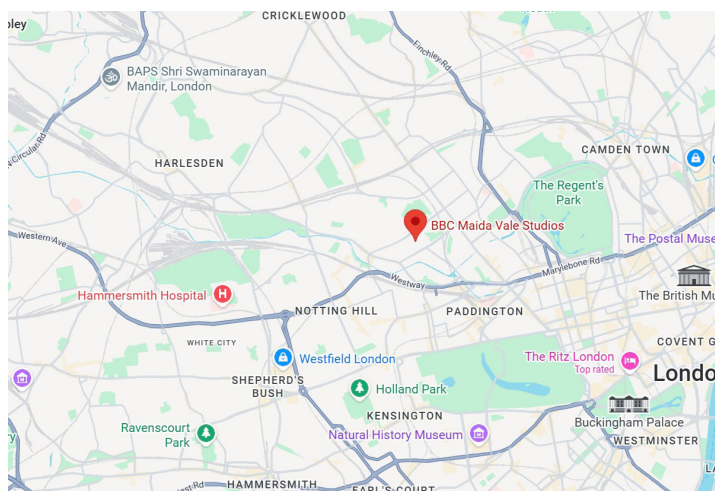 CRICKLEWOOD
Finchley Rd
BAPS Shri Swaminarayan
Mandir, London
HARLESDEN
CAMDEN TOWN
The Regent's
Park
BBC Maida Vale Studios
Western Ave
The Postal Muse
Marylebone Rd
Westway
Hammersmith Hospital
H
The British Mu
NOTTING HILL
PADDINGTON
WHITE CITY
COVENT G
Westfield London
The Ritz London
Top rated
Londo
SHEPHERD'S
BUSH
Holland Park
KENSINGTON
Buckingham Palace
Ravenscourt
Park
Natural History Museum
WESTMINSTER
HAMMERSMITH
EARL'S COURT